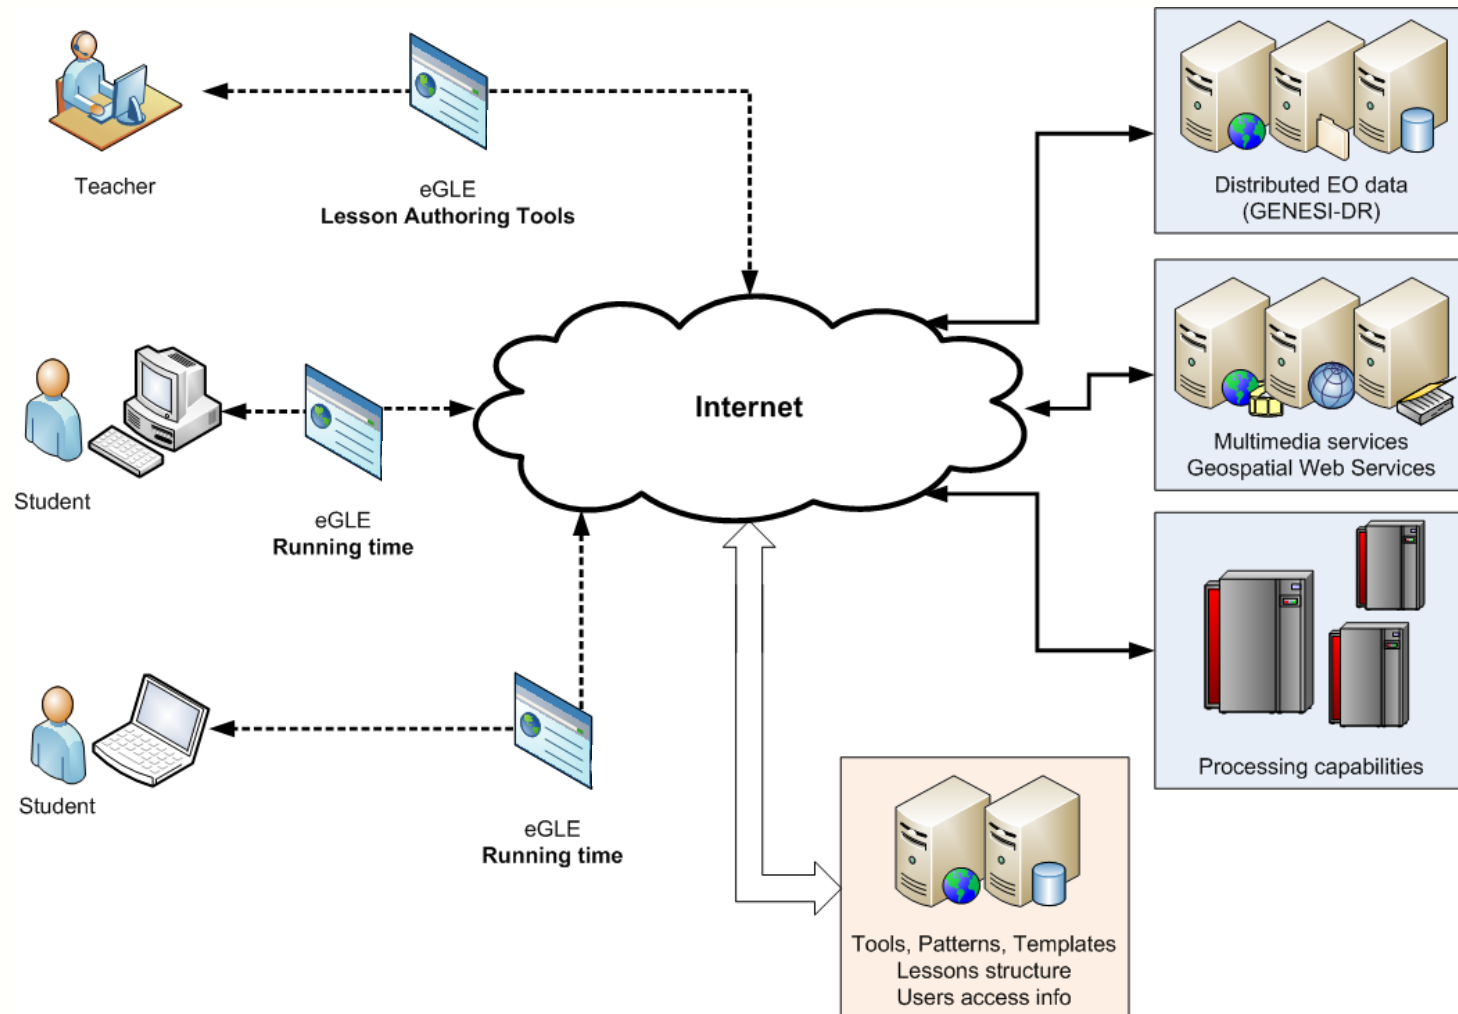 Teacher
eGLE
Lesson Authoring Tools
Distributed EO data
(GENESI-DR)
Internet
Multimedia services
Geospatial Web Services
Student
eGLE
Running time
Processing capabilities
Student
eGLE
Running time
Tools, Patterns, Templates
Lessons structure
Users access info